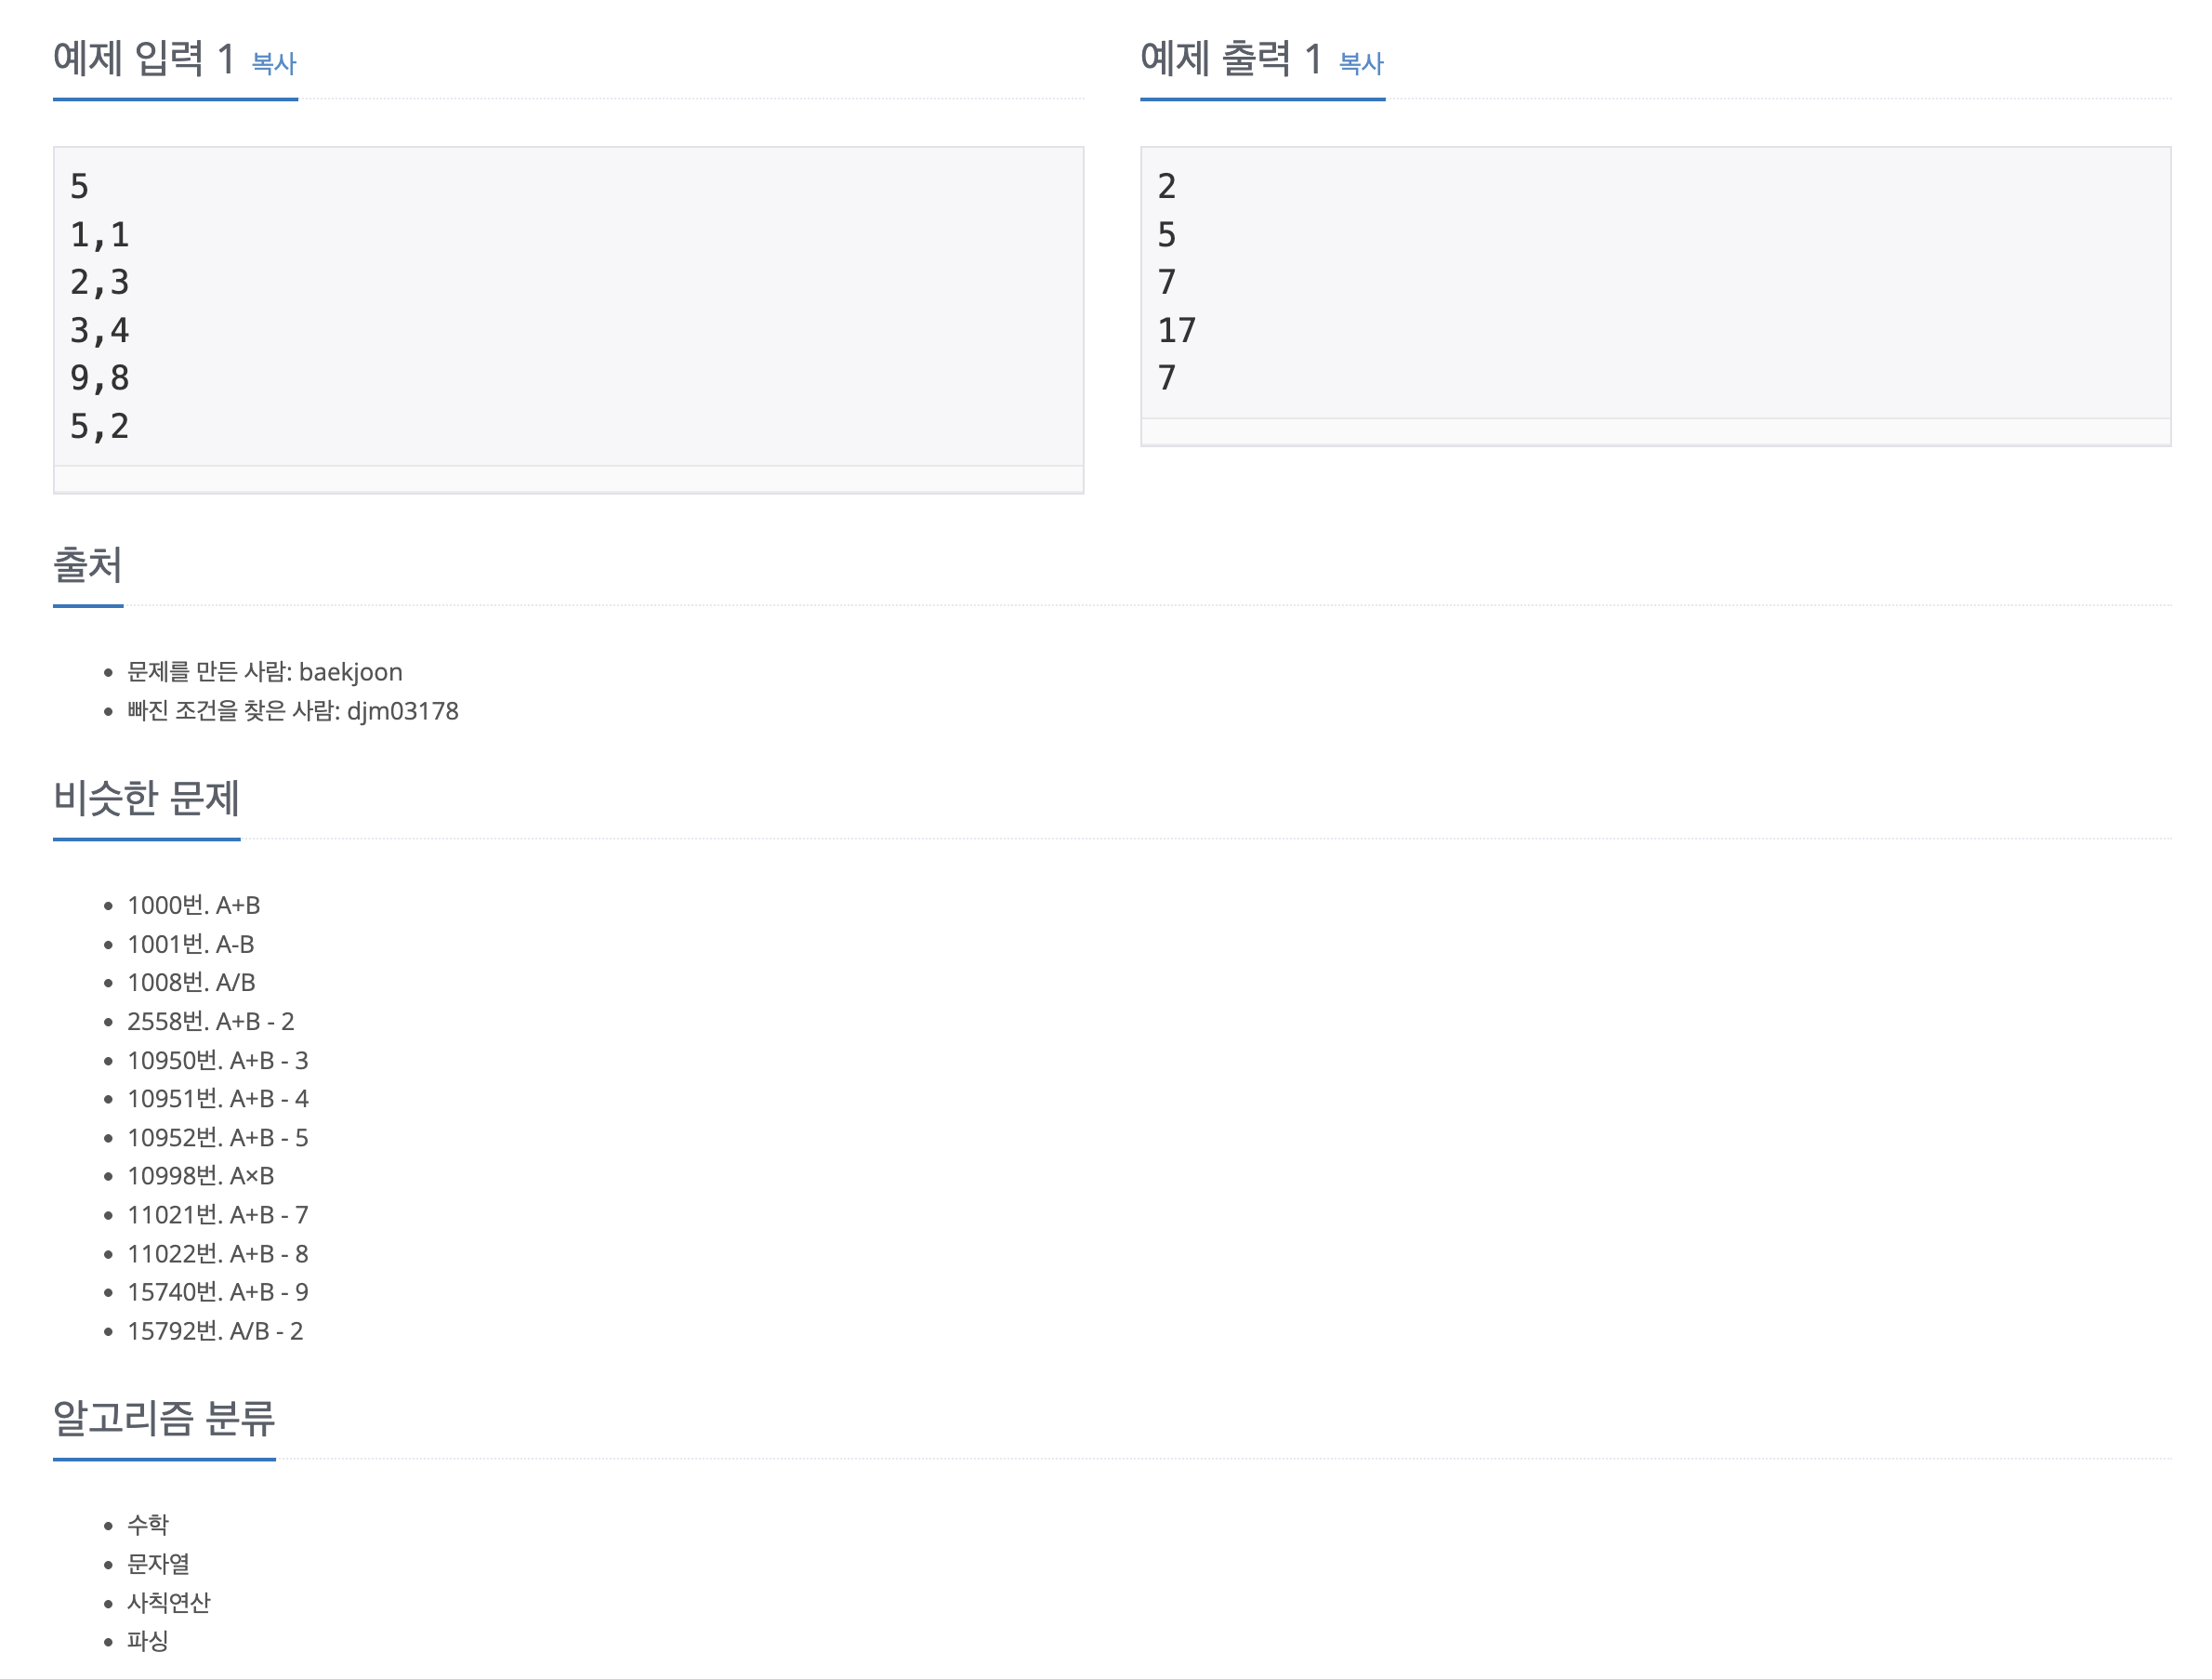 예제 입력 1 복사
5
1,1
2,3
3,4
9,8
5,2
예제 출력 1 복사
2
5
7
17
7
출처
문제를 만든 사람: baekjoon
빠진 조건을 찾은 사람: djm03178
비슷한 문제
1000번. A+B
1001번. A-B
1008번. A/B
2558번. A+B - 2
10950번. A+B - 3
10951번. A+B - 4
10952번. A+B - 5
10998번. A×B
11021번. A+B - 7
11022번. A+B - 8
15740번. A+B - 9
15792번. A/B - 2
알고리즘 분류
수학
문자열
사칙연산
파싱